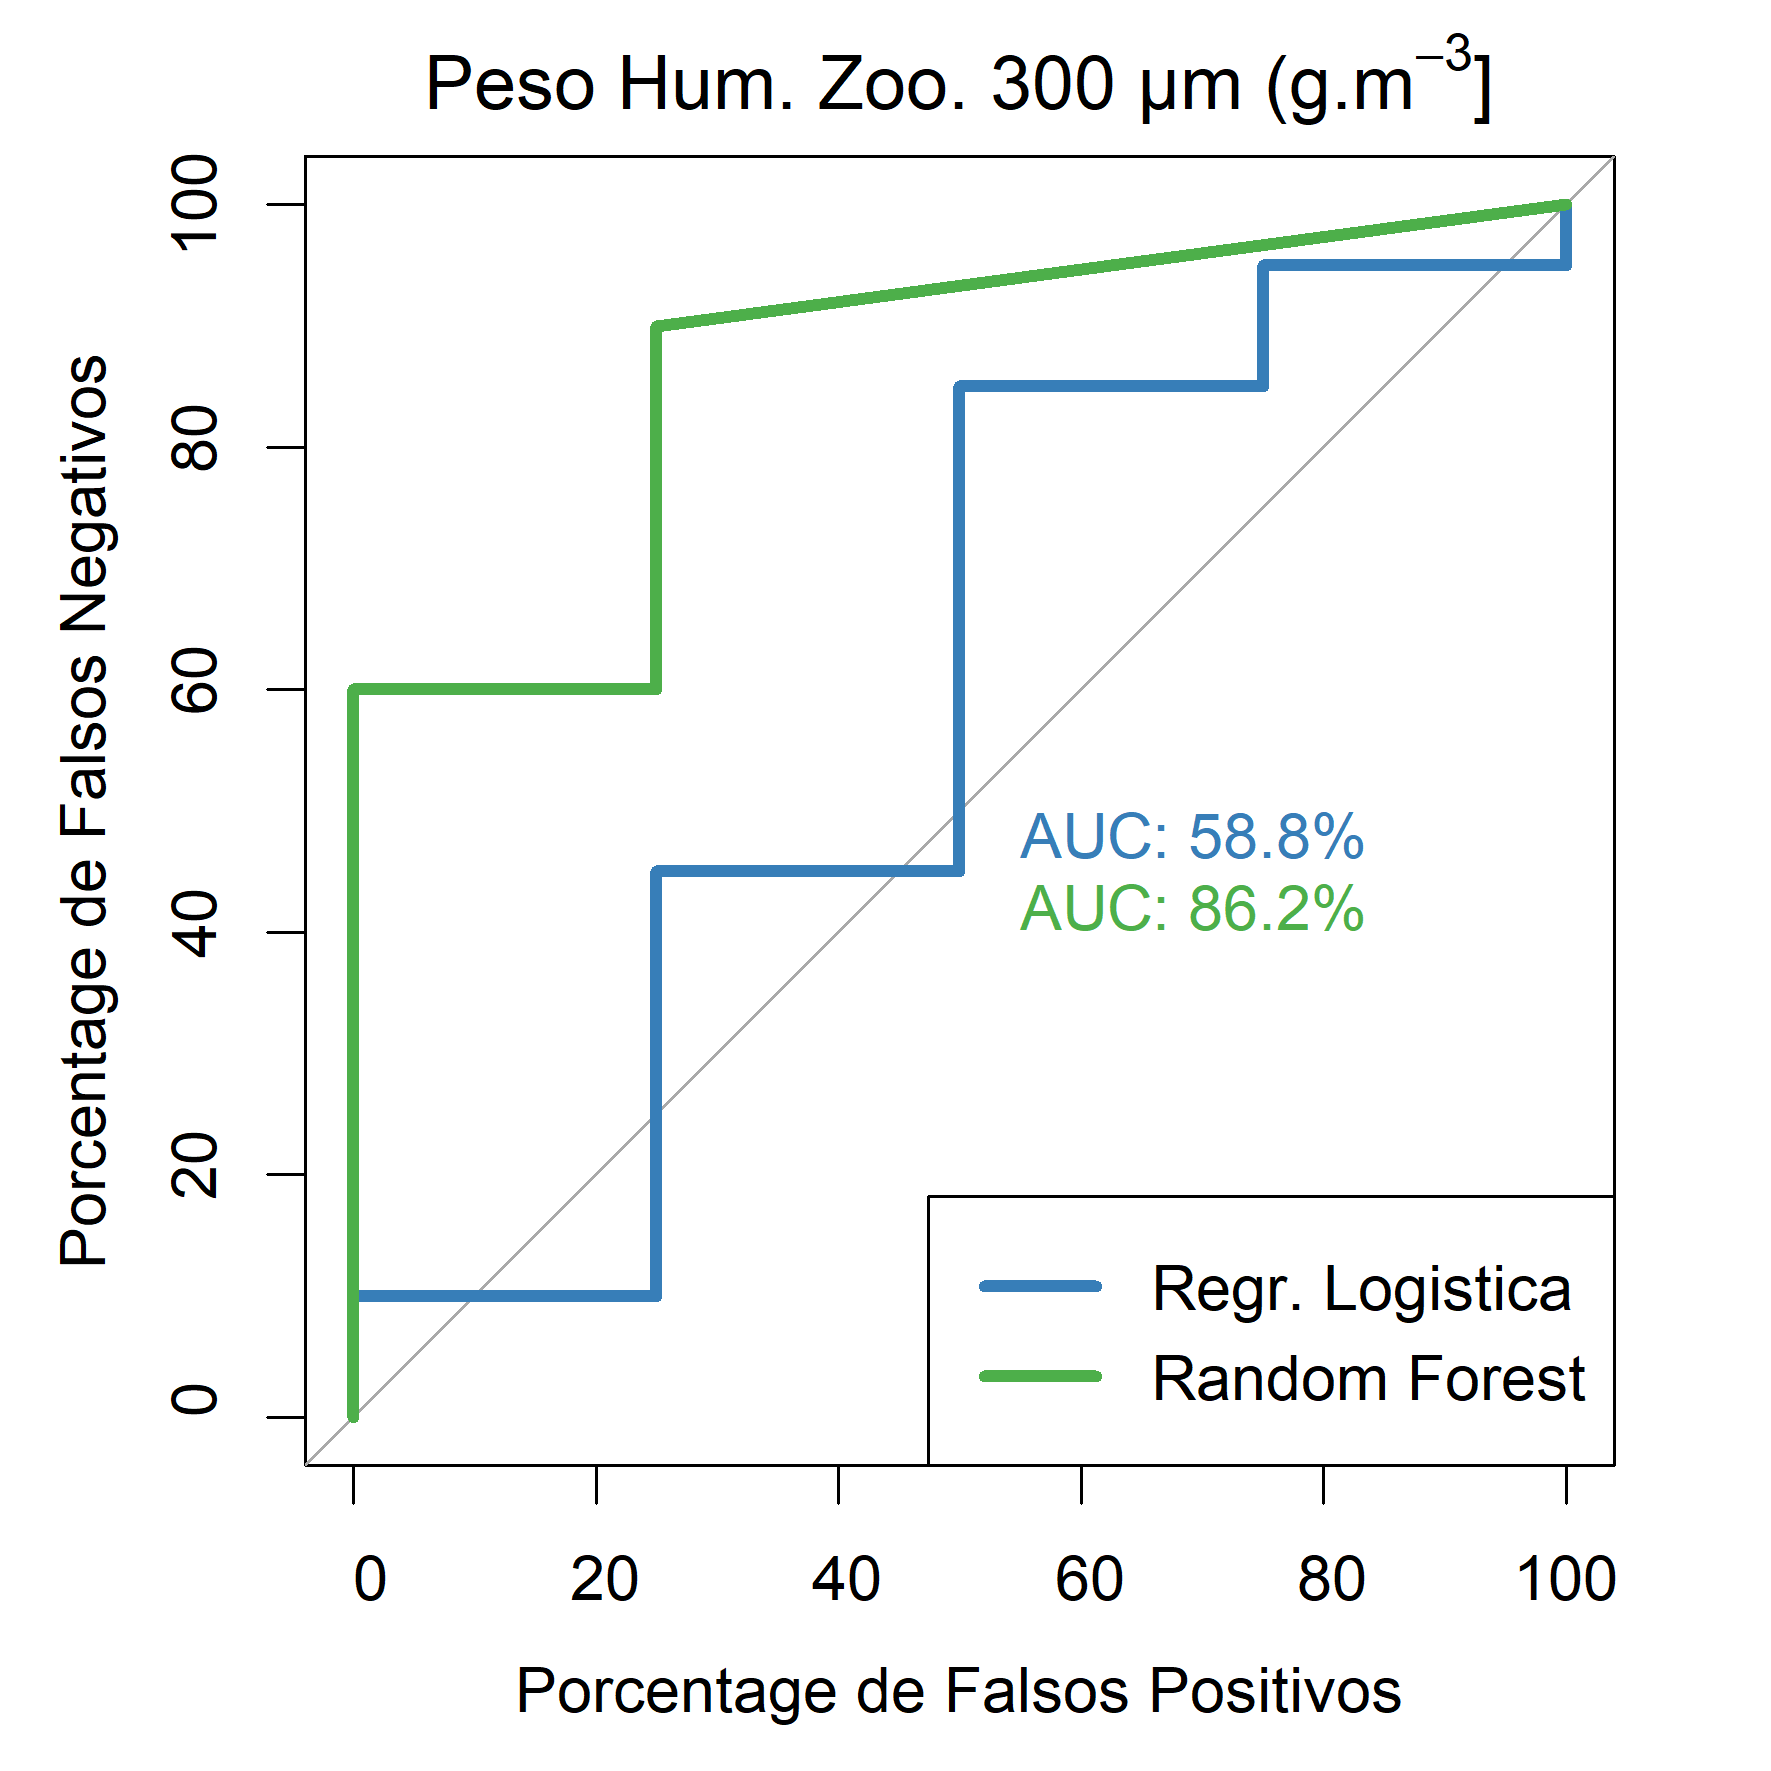 Peso Hum. Zoo. 300 µm (g.m⁻³]
Porcentage de Falsos Negativos
100
80
60
40
20
0
AUC: 58.8%
AUC: 86.2%
Regr. Logistica
Random Forest
0 20 40 60 80 100
Porcentage de Falsos Positivos